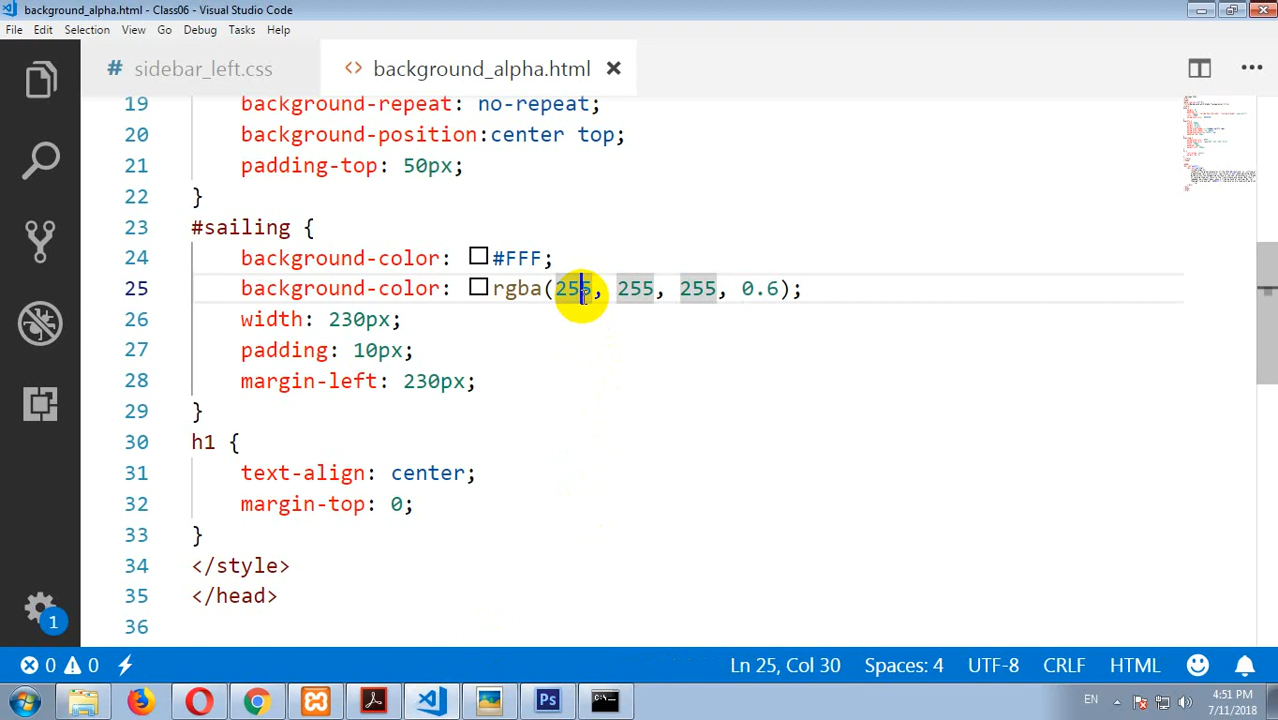 background_alpha.html - Class06 - Visual Studio Code
File Edit Selection View Go Debug Tasks Help
# sidebar_left.css <> background_alpha.html
19 background-repeat: no-repeat;
20 background-position:center top;
21 padding-top: 50px;
22 }
23 #sailing {
24 background-color: #FFF;
25 background-color: rgba(255, 255, 255, 0.6);
26 width: 230px;
27 padding: 10px;
28 margin-left: 230px;
29 }
30 h1 {
31 text-align: center;
32 margin-top: 0;
33 }
34 </style>
35 </head>
36
1
0 0 Ln 25, Col 30 Spaces: 4 UTF-8 CRLF HTML
Ps C:\ EN 4:51 PM
7/11/2018